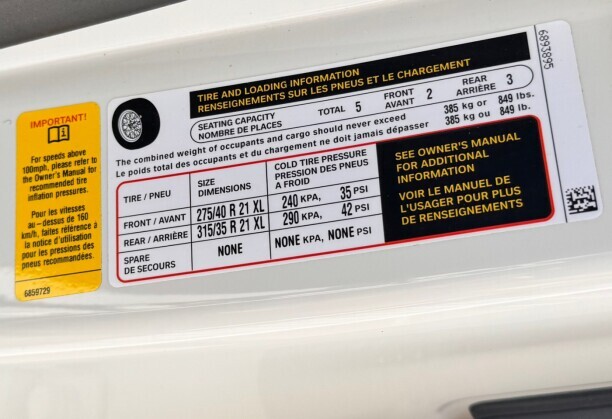 IMPORTANT!
For speeds above
100mph, please refer to
the Owner's Manual for
recommended tire
inflation pressures.
Pour les vitesses
au-dessus de 160
km/h, faites référence à
la notice d'utilisation
pour les pressions des
pneus recommandées.
6859729
TIRE AND LOADING INFORMATION
RENSEIGNEMENTS SUR LES PNEUS ET LE CHARGEMENT
SEATING CAPACITY
NOMBRE DE PLACES
TOTAL 5
FRONT
AVANT 2
REAR
ARRIÈRE 3
The combined weight of occupants and cargo should never exceed 385 kg or 849 lbs.
Le poids total des occupants et du chargement ne doit jamais dépasser 385 kg ou 849 lb.
TIRE / PNEU
SIZE
DIMENSIONS
COLD TIRE PRESSURE
PRESSION DES PNEUS
A FROID
FRONT / AVANT 275/40 R 21 XL 240 KPA, 35 PSI
REAR / ARRIÈRE 315/35 R 21 XL 290 KPA, 42 PSI
SPARE
DE SECOURS
NONE NONE KPA, NONE PSI
SEE OWNER'S MANUAL
FOR ADDITIONAL
INFORMATION
VOIR LE MANUEL DE
L'USAGER POUR PLUS
DE RENSEIGNEMENTS
6893895